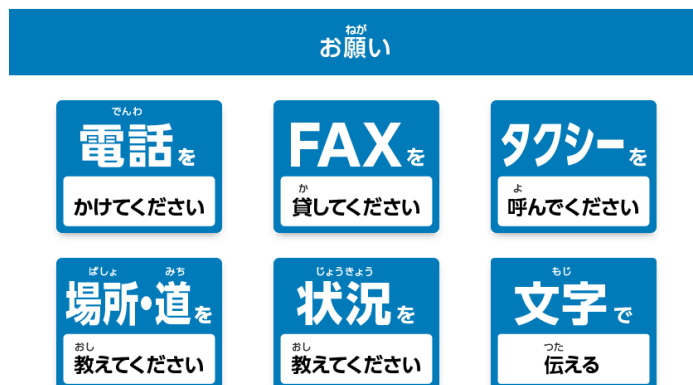 ねが
お願い
でんわ
電話を
かけてください
FAXを
か
貸してください
タクシーを
よ
呼んでください
ばしょ みち
場所・道を
おし
教えてください
じょうきょう
状況を
おし
教えてください
もじ
文字で
つた
伝える